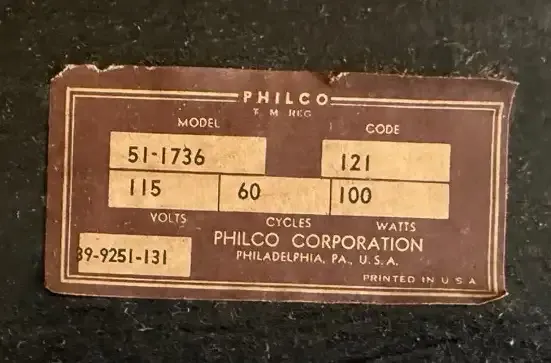 PHILCO
T. M. REG
MODEL CODE
51-1736 121
115 60 100
VOLTS CYCLES WATTS
39-9251-131
PHILCO CORPORATION
PHILADELPHIA, PA., U.S.A.
PRINTED IN U S A